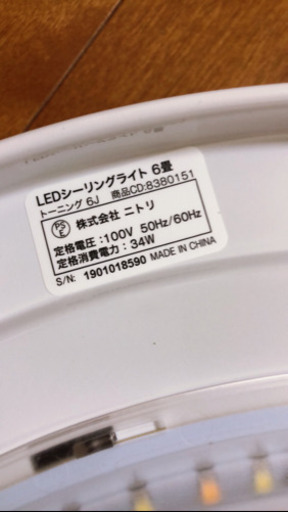 LEDシーリングライト 6畳
トーニング 6J 商品CD:8380151
PS E 株式会社 ニトリ
定格電圧:100V 50Hz/60Hz
定格消費電力:34W
S/N: 1901018590 MADE IN CHINA